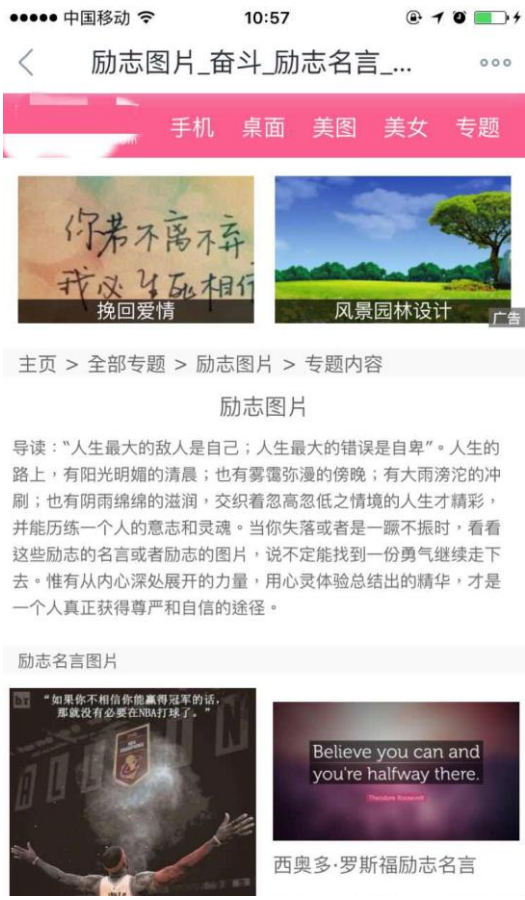 中国移动
10:57
励志图片_奋斗_励志名言_...
手机 桌面 美图 美女 专题
你若不离不弃
我必生死相行
挽回爱情
风景园林设计
广告
主页 > 全部专题 > 励志图片 > 专题内容
励志图片
导读：“人生最大的敌人是自己；人生最大的错误是自卑”。人生的
路上，有阳光明媚的清晨；也有雾霭弥漫的傍晚；有大雨滂沱的冲
刷；也有阴雨绵绵的滋润，交织着忽高忽低之情境的人生才精彩，
并能历练一个人的意志和灵魂。当你失落或者是一蹶不振时，看看
这些励志的名言或者励志的图片，说不定能找到一份勇气继续走下
去。惟有从内心深处展开的力量，用心灵体验总结出的精华，才是
一个人真正获得尊严和自信的途径。
励志名言图片
br
“如果你不相信你能赢得冠军的话，
那就没有必要在NBA打球了。”
Believe you can and
you're halfway there.
Theodore Roosevelt
西奥多·罗斯福励志名言